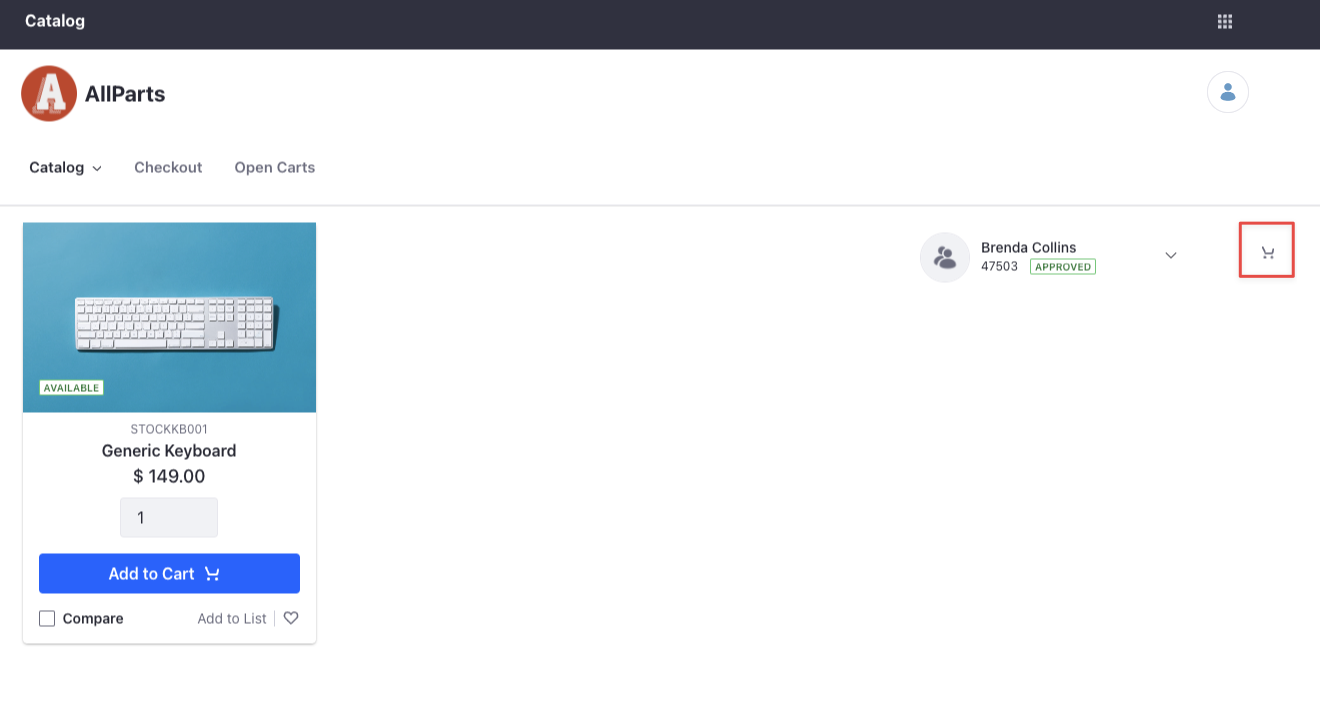 Catalog
A
AllParts
Catalog
Checkout
Open Carts
Brenda Collins
47503
APPROVED
AVAILABLE
STOCKKB001
Generic Keyboard
$ 149.00
1
Add to Cart
Compare
Add to List